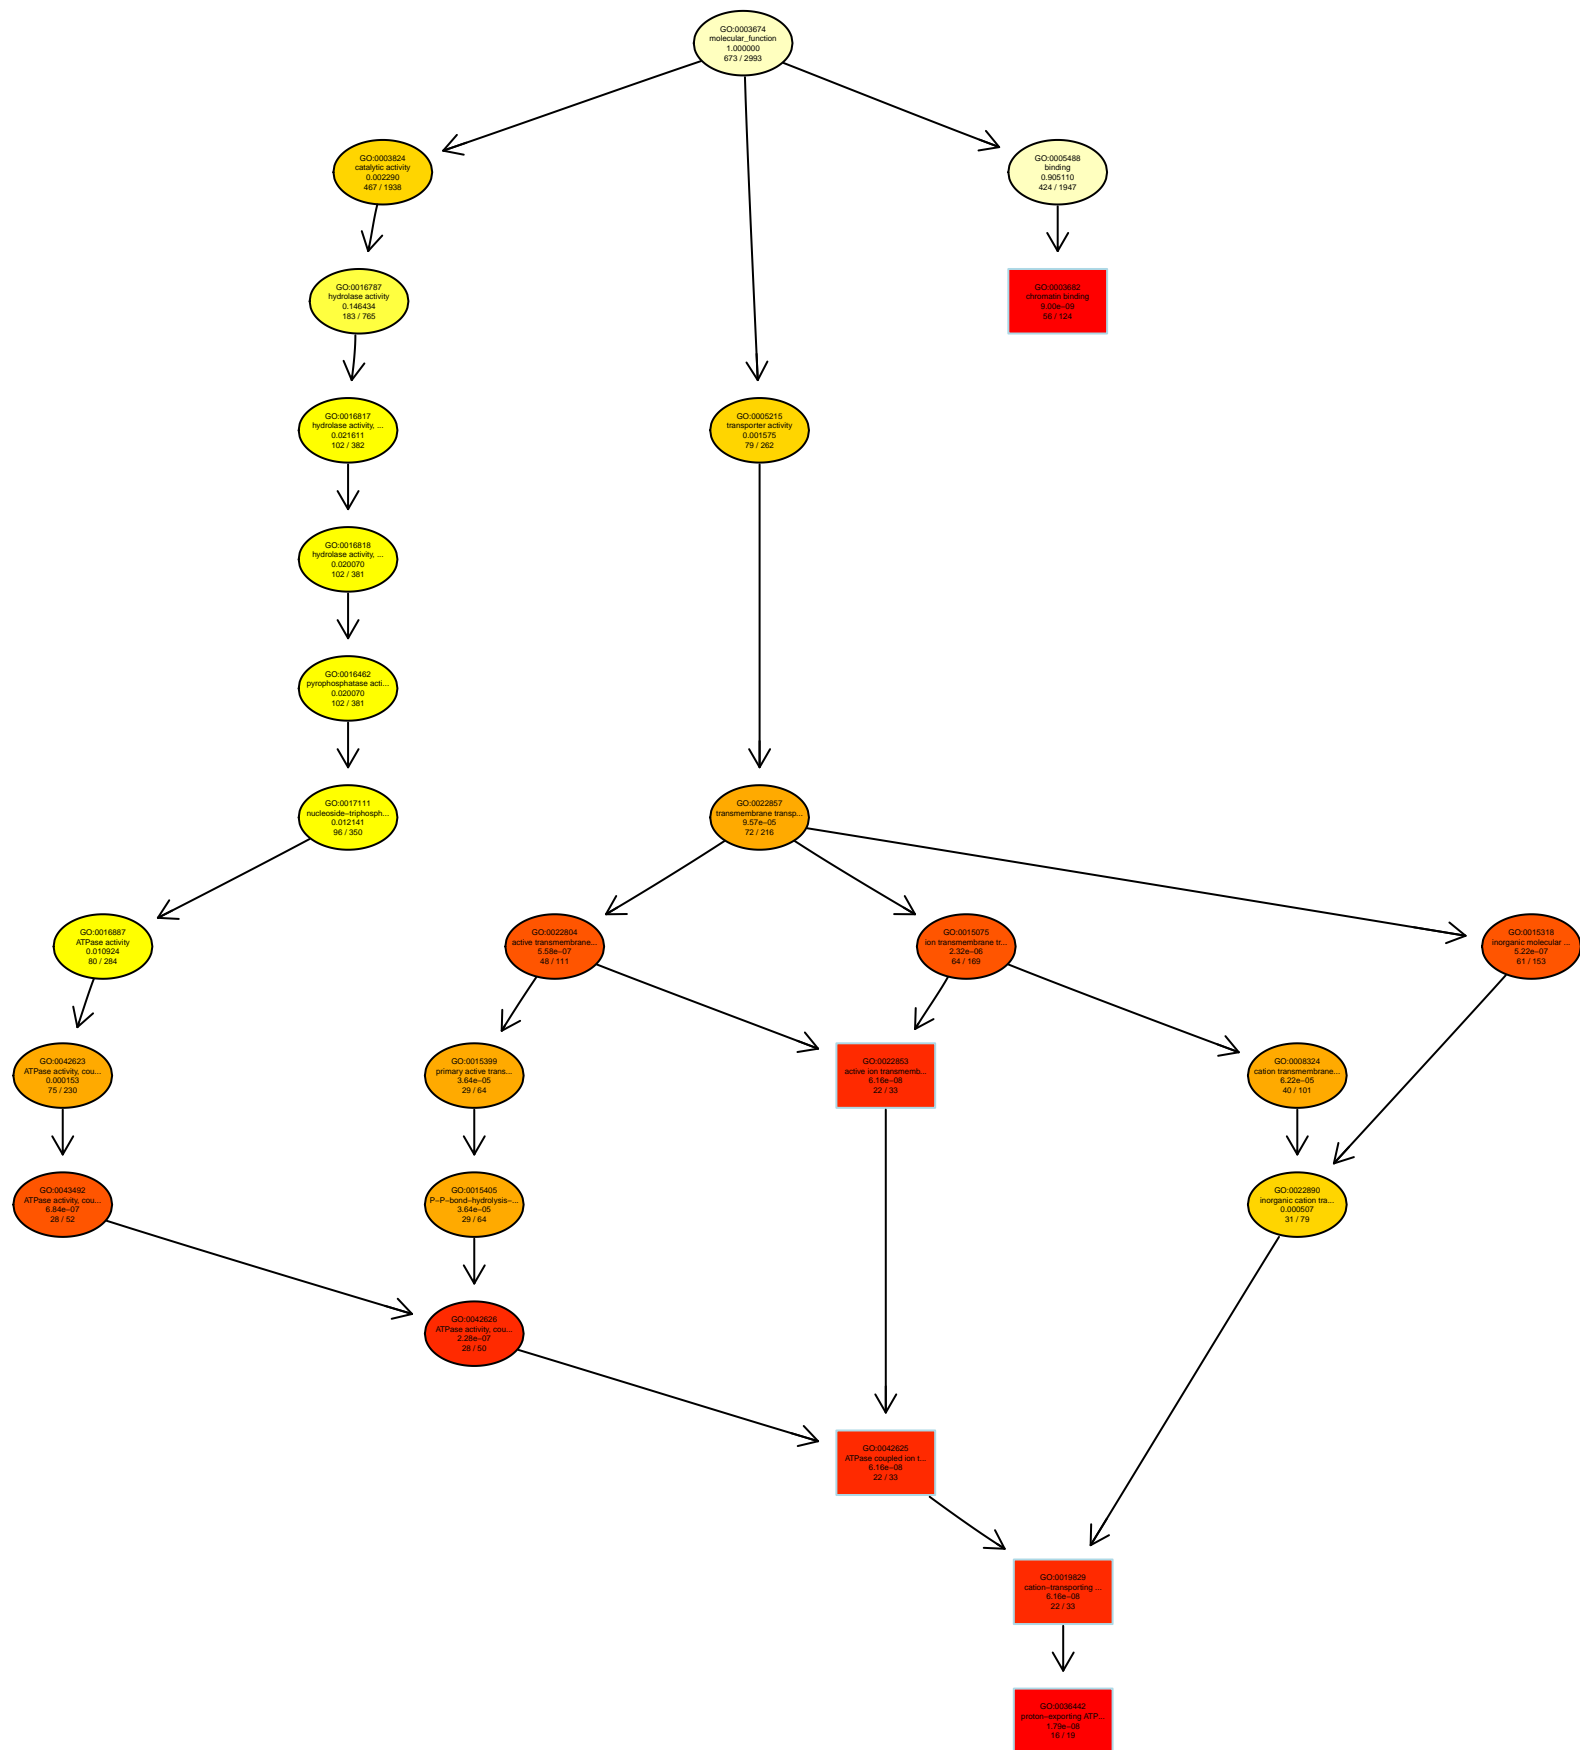 GO:0003674
molecular_function
1.000000
673 / 2993
GO:0003824
catalytic activity
0.002290
467 / 1938
GO:0005488
binding
0.905110
424 / 1947
GO:0016787
hydrolase activity
0.146434
183 / 765
GO:0003682
chromatin binding
9.00e−09
56 / 124
GO:0016817
hydrolase activity, ...
0.021611
102 / 382
GO:0005215
transporter activity
0.001575
79 / 262
GO:0016818
hydrolase activity, ...
0.020070
102 / 381
GO:0016462
pyrophosphatase acti...
0.020070
102 / 381
GO:0017111
nucleoside−triphosph...
0.012141
96 / 350
GO:0022857
transmembrane transp...
9.57e−05
72 / 216
GO:0016887
ATPase activity
0.010924
80 / 284
GO:0022804
active transmembrane...
5.58e−07
48 / 111
GO:0015075
ion transmembrane tr...
2.32e−06
64 / 169
GO:0015318
inorganic molecular ...
5.22e−07
61 / 153
GO:0042623
ATPase activity, cou...
0.000153
75 / 230
GO:0015399
primary active trans...
3.64e−05
29 / 64
GO:0022853
active ion transmemb...
6.16e−08
22 / 33
GO:0008324
cation transmembrane...
6.22e−05
40 / 101
GO:0043492
ATPase activity, cou...
6.84e−07
28 / 52
GO:0015405
P−P−bond−hydrolysis−...
3.64e−05
29 / 64
GO:0022890
inorganic cation tra...
0.000507
31 / 79
GO:0042626
ATPase activity, cou...
2.28e−07
28 / 50
GO:0042625
ATPase coupled ion t...
6.16e−08
22 / 33
GO:0019829
cation−transporting ...
6.16e−08
22 / 33
GO:0036442
proton−exporting ATP...
1.79e−08
16 / 19